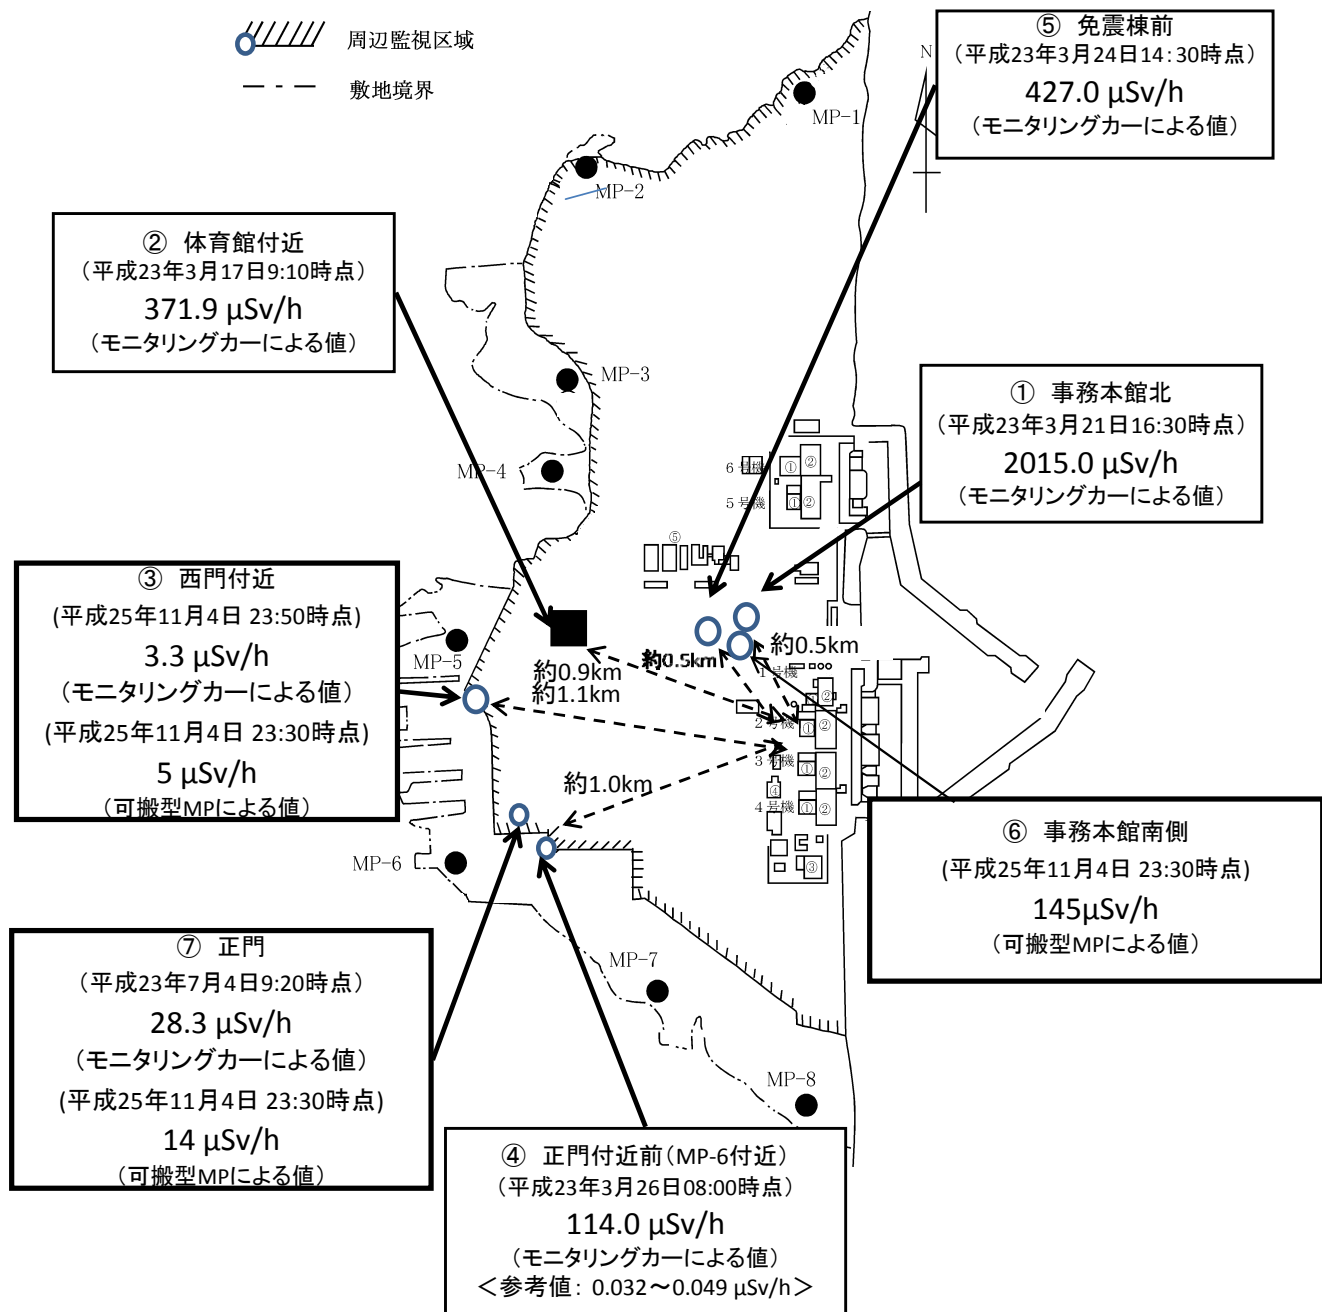 周辺監視区域
敷地境界
⑤ 免震棟前
（平成23年3月24日14:30時点）
427.0 µSv/h
（モニタリングカーによる値）
N
MP-1
MP-2
② 体育館付近
（平成23年3月17日9:10時点）
371.9 µSv/h
（モニタリングカーによる値）
MP-3
MP-4
① 事務本館北
（平成23年3月21日16:30時点）
2015.0 µSv/h
（モニタリングカーによる値）
6号機
①
②
5号機
①
②
⑤
③ 西門付近
(平成25年11月4日 23:50時点)
3.3 µSv/h
（モニタリングカーによる値）
(平成25年11月4日 23:30時点)
5 µSv/h
（可搬型MPによる値）
MP-5
約0.9km
約1.1km
約0.5km
約0.5km
1号機
②
2号機
①
②
3号機
①
②
④
4号機
①
②
③
約1.0km
MP-6
⑥ 事務本館南側
(平成25年11月4日 23:30時点)
145µSv/h
（可搬型MPによる値）
⑦ 正門
（平成23年7月4日9:20時点）
28.3 µSv/h
（モニタリングカーによる値）
(平成25年11月4日 23:30時点)
14 µSv/h
（可搬型MPによる値）
MP-7
MP-8
④ 正門付近前（MP-6付近）
（平成23年3月26日08:00時点）
114.0 µSv/h
（モニタリングカーによる値）
＜参考値：0.032～0.049 µSv/h＞